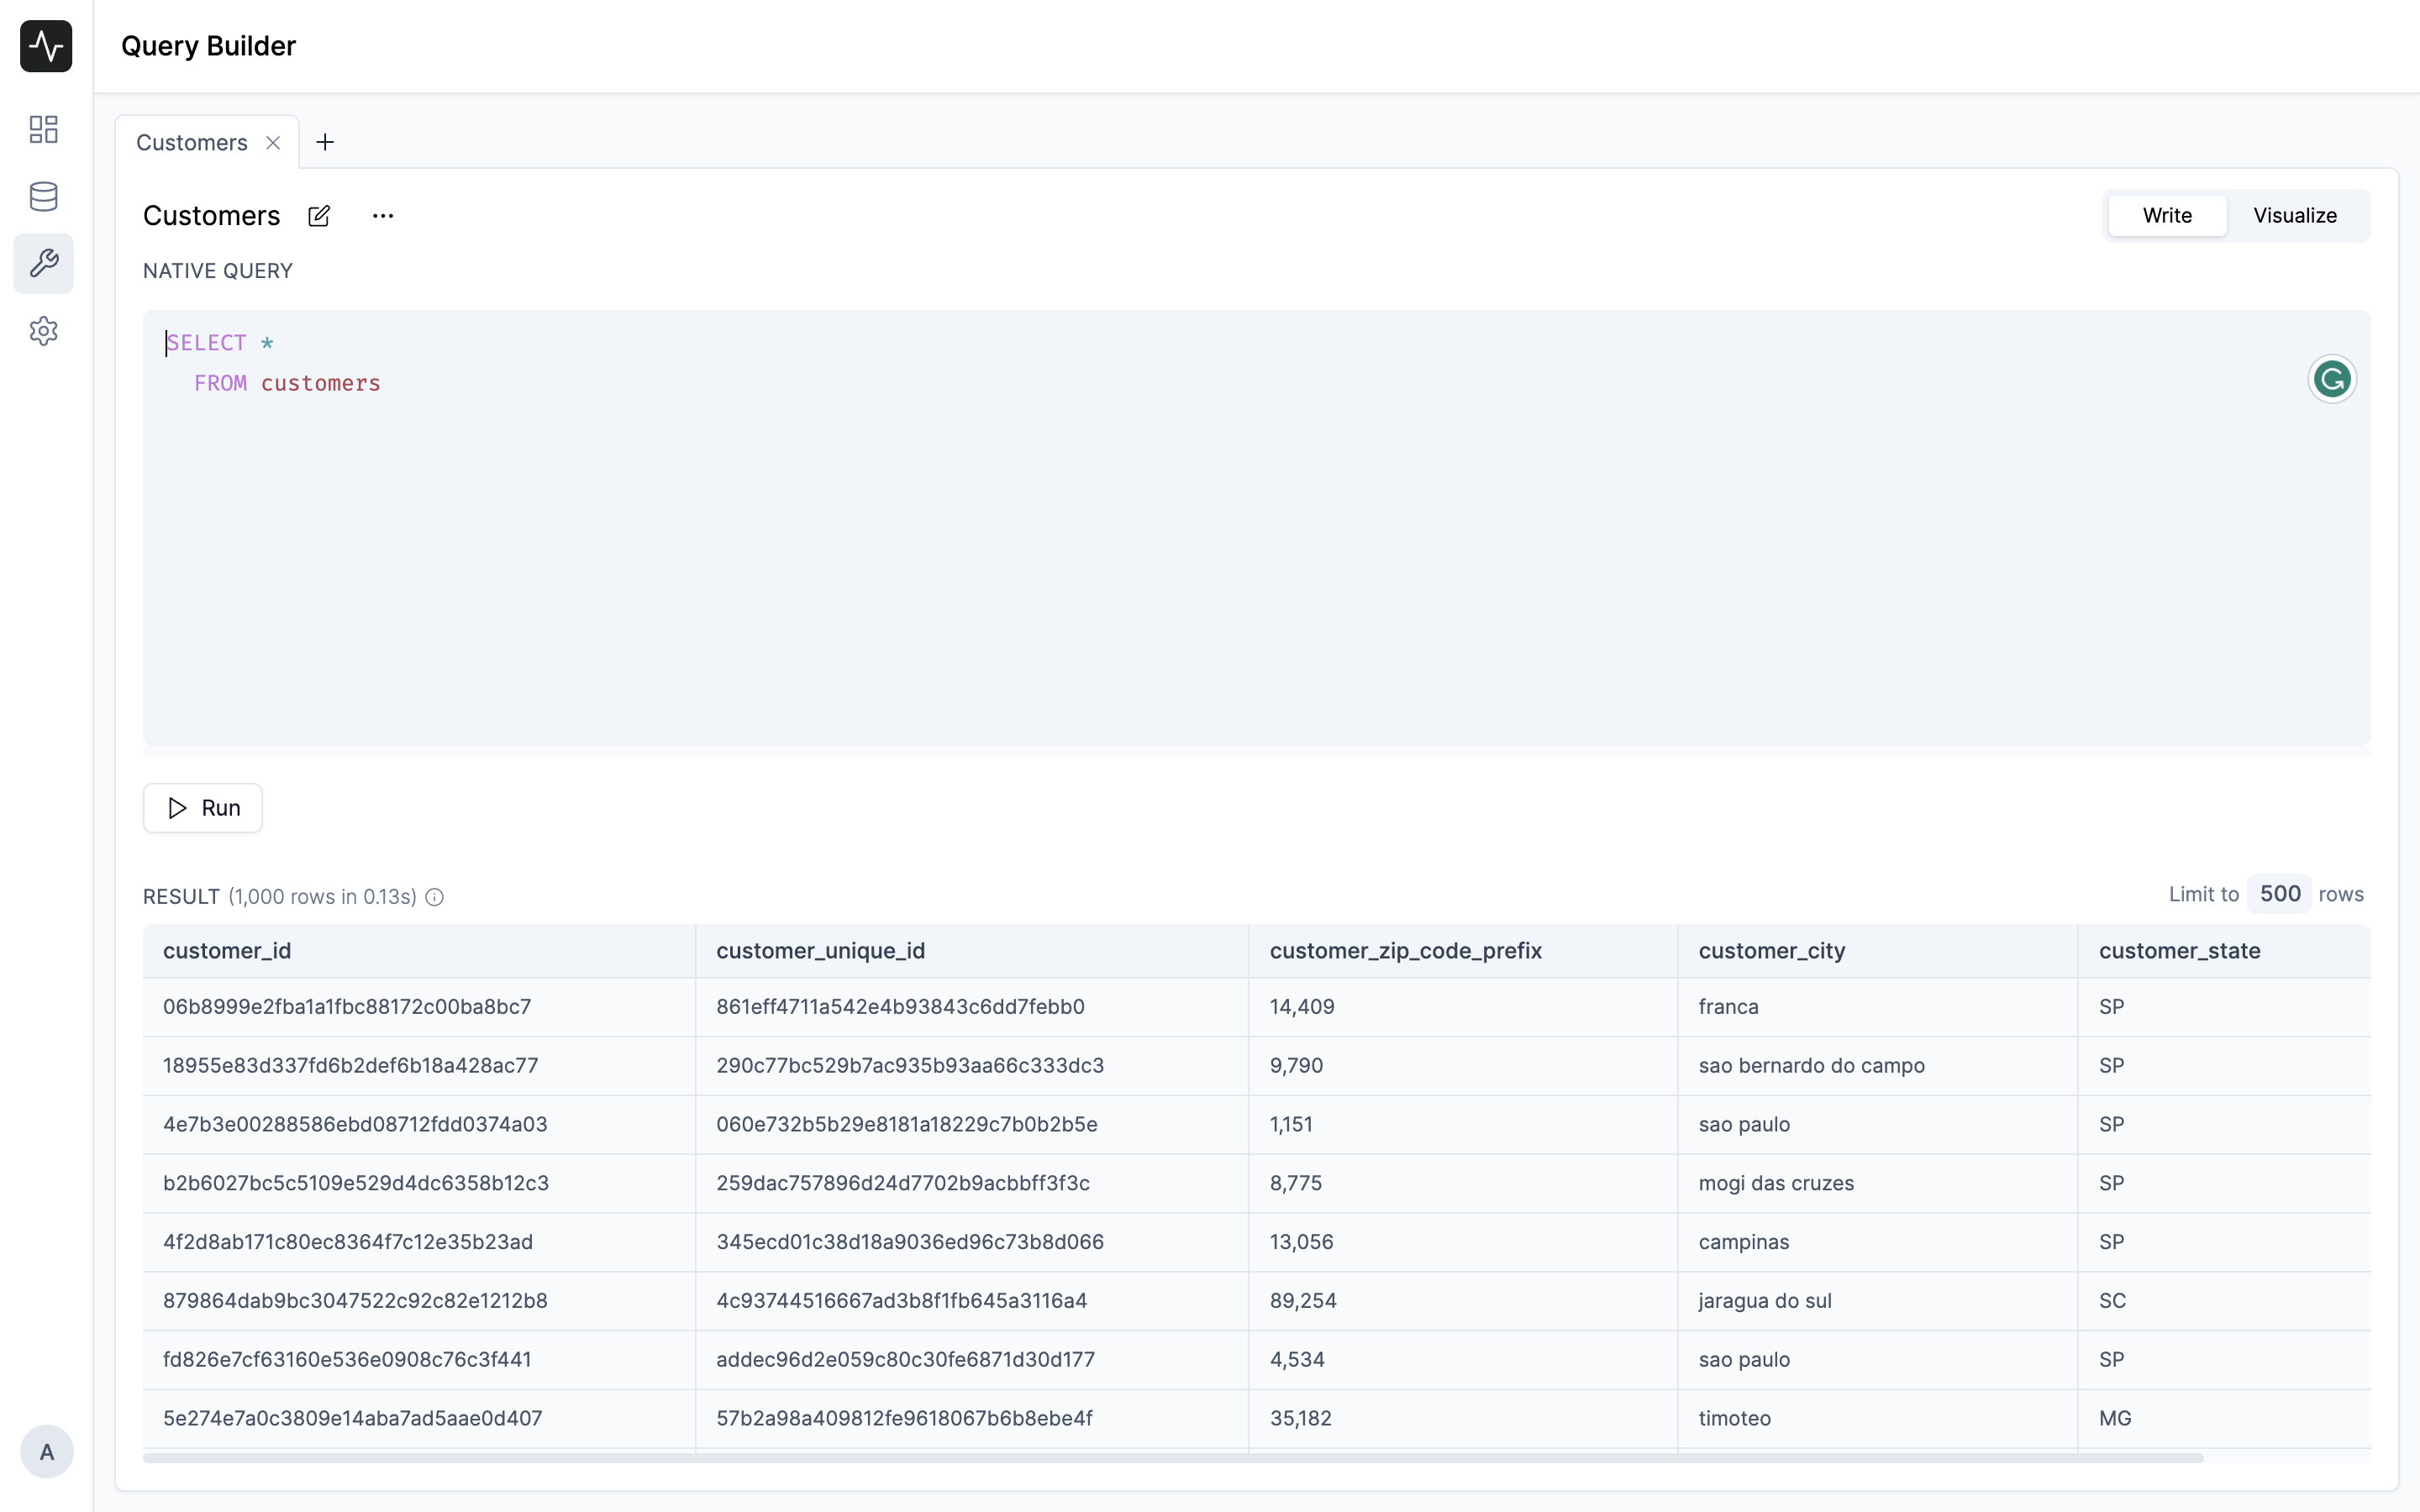 Query Builder
Customers
Customers
Write Visualize
NATIVE QUERY
SELECT *
FROM customers
Run
RESULT (1,000 rows in 0.13s)
Limit to 500 rows
customer_id customer_unique_id customer_zip_code_prefix customer_city customer_state
06b8999e2fba1a1fbc88172c00ba8bc7 861eff4711a542e4b93843c6dd7febb0 14,409 franca SP
18955e83d337fd6b2def6b18a428ac77 290c77bc529b7ac935b93aa66c333dc3 9,790 sao bernardo do campo SP
4e7b3e00288586ebd08712fdd0374a03 060e732b5b29e8181a18229c7b0b2b5e 1,151 sao paulo SP
b2b6027bc5c5109e529d4dc6358b12c3 259dac757896d24d7702b9acbbff3f3c 8,775 mogi das cruzes SP
4f2d8ab171c80ec8364f7c12e35b23ad 345ecd01c38d18a9036ed96c73b8d066 13,056 campinas SP
879864dab9bc3047522c92c82e1212b8 4c93744516667ad3b8f1fb645a3116a4 89,254 jaragua do sul SC
fd826e7cf63160e536e0908c76c3f441 addec96d2e059c80c30fe6871d30d177 4,534 sao paulo SP
5e274e7a0c3809e14aba7ad5aae0d407 57b2a98a409812fe9618067b6b8ebe4f 35,182 timoteo MG
A